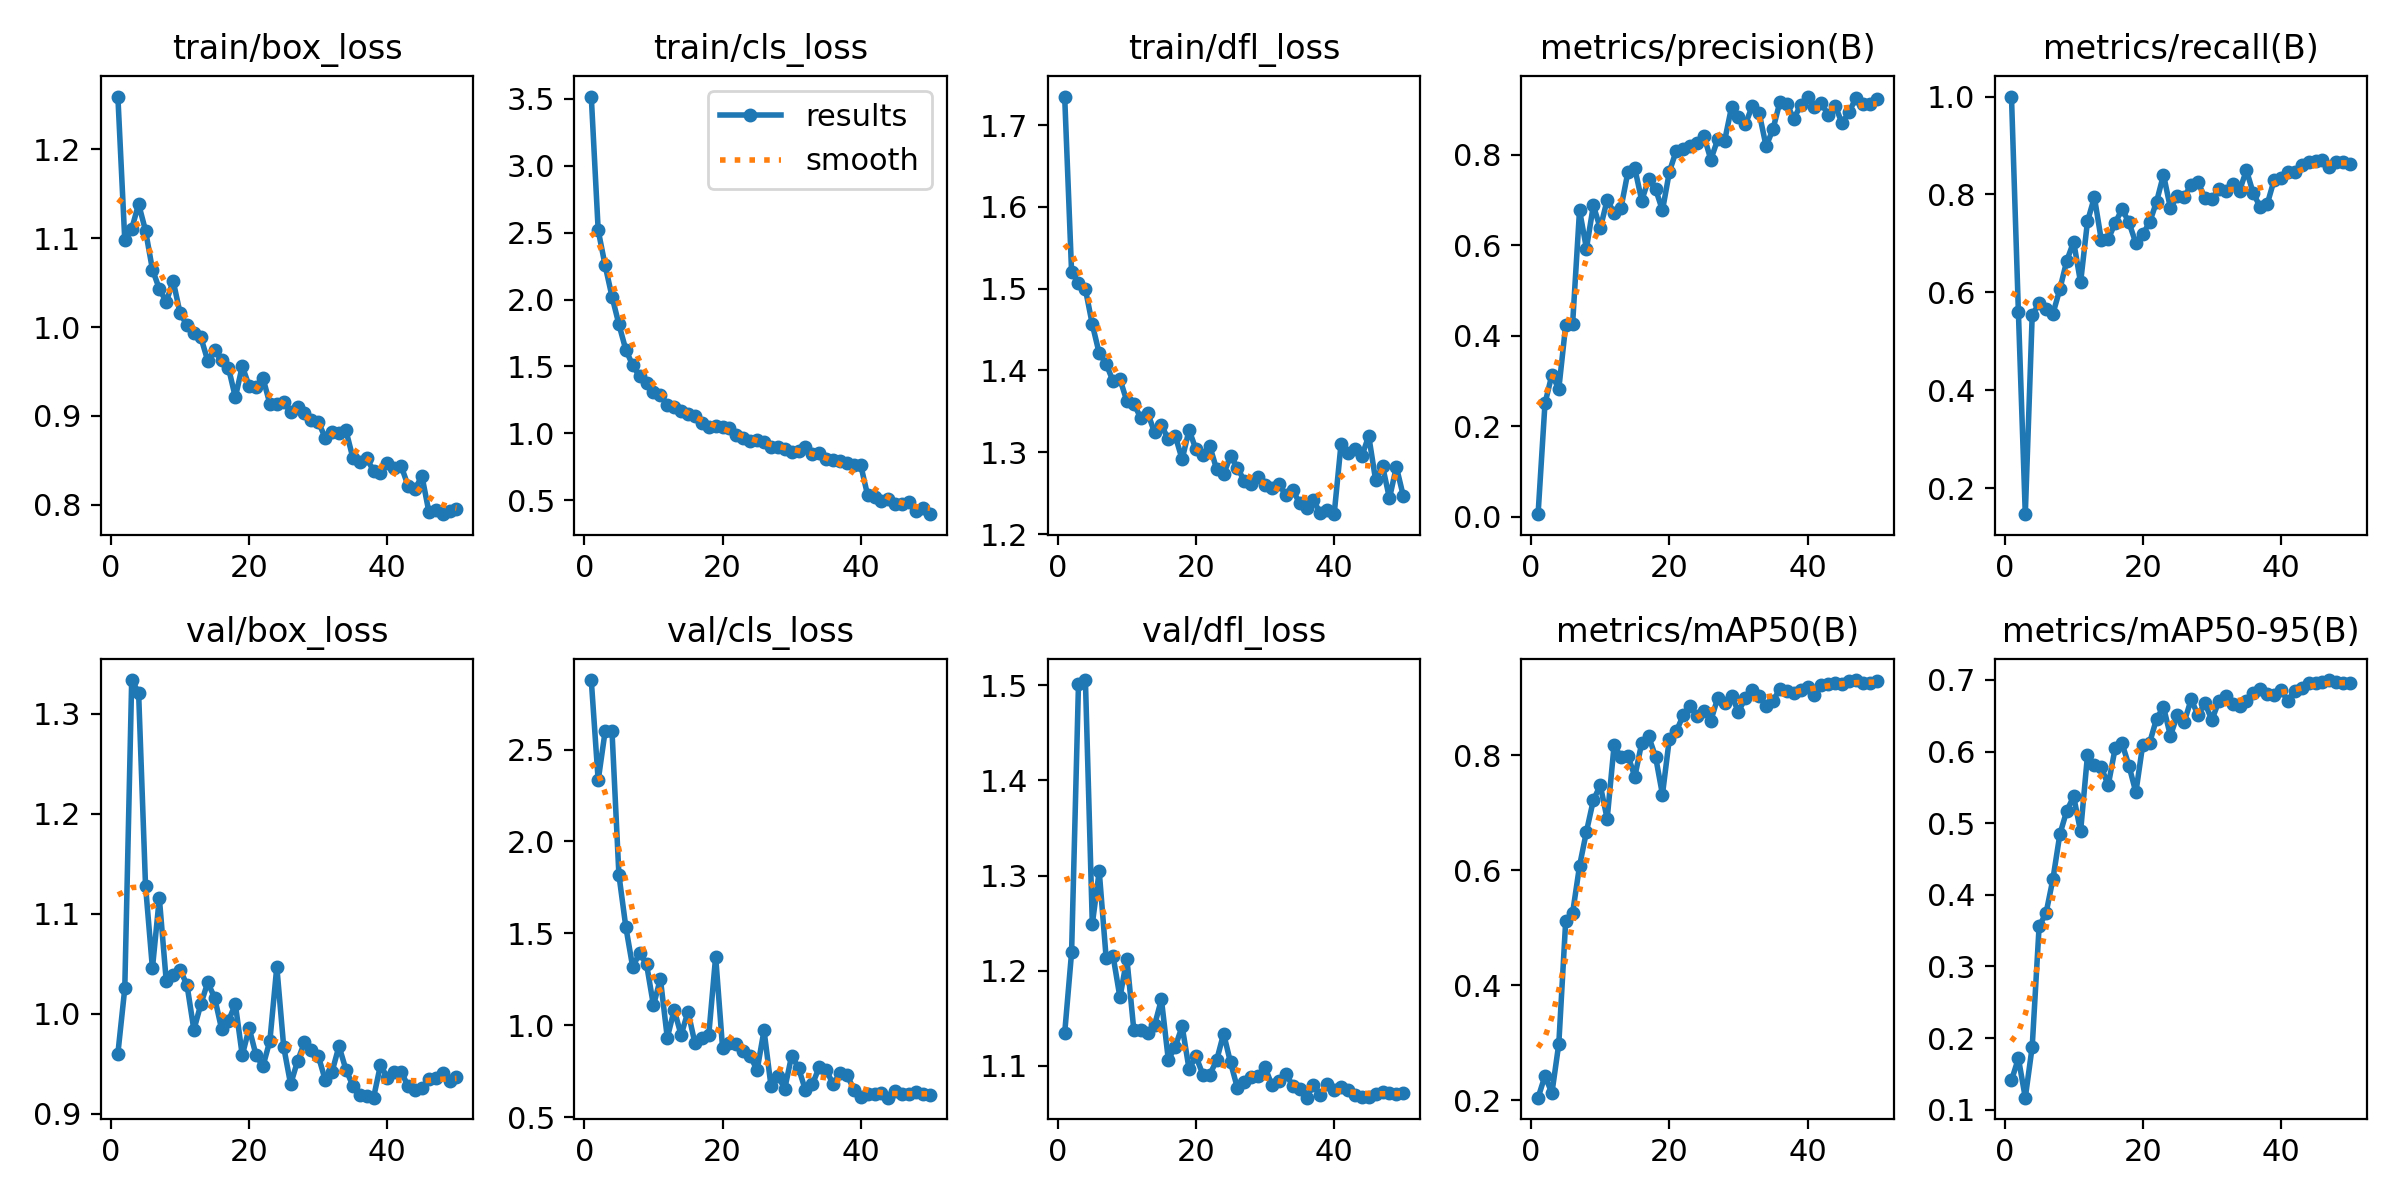 train/box_loss
1.2
1.1
1.0
0.9
0.8
0 20 40
train/cls_loss
results
smooth
3.5
3.0
2.5
2.0
1.5
1.0
0.5
0 20 40
train/dfl_loss
1.7
1.6
1.5
1.4
1.3
1.2
0 20 40
metrics/precision(B)
0.8
0.6
0.4
0.2
0.0
0 20 40
metrics/recall(B)
1.0
0.8
0.6
0.4
0.2
0 20 40
val/box_loss
1.3
1.2
1.1
1.0
0.9
0 20 40
val/cls_loss
2.5
2.0
1.5
1.0
0.5
0 20 40
val/dfl_loss
1.5
1.4
1.3
1.2
1.1
0 20 40
metrics/mAP50(B)
0.8
0.6
0.4
0.2
0 20 40
metrics/mAP50-95(B)
0.7
0.6
0.5
0.4
0.3
0.2
0.1
0 20 40